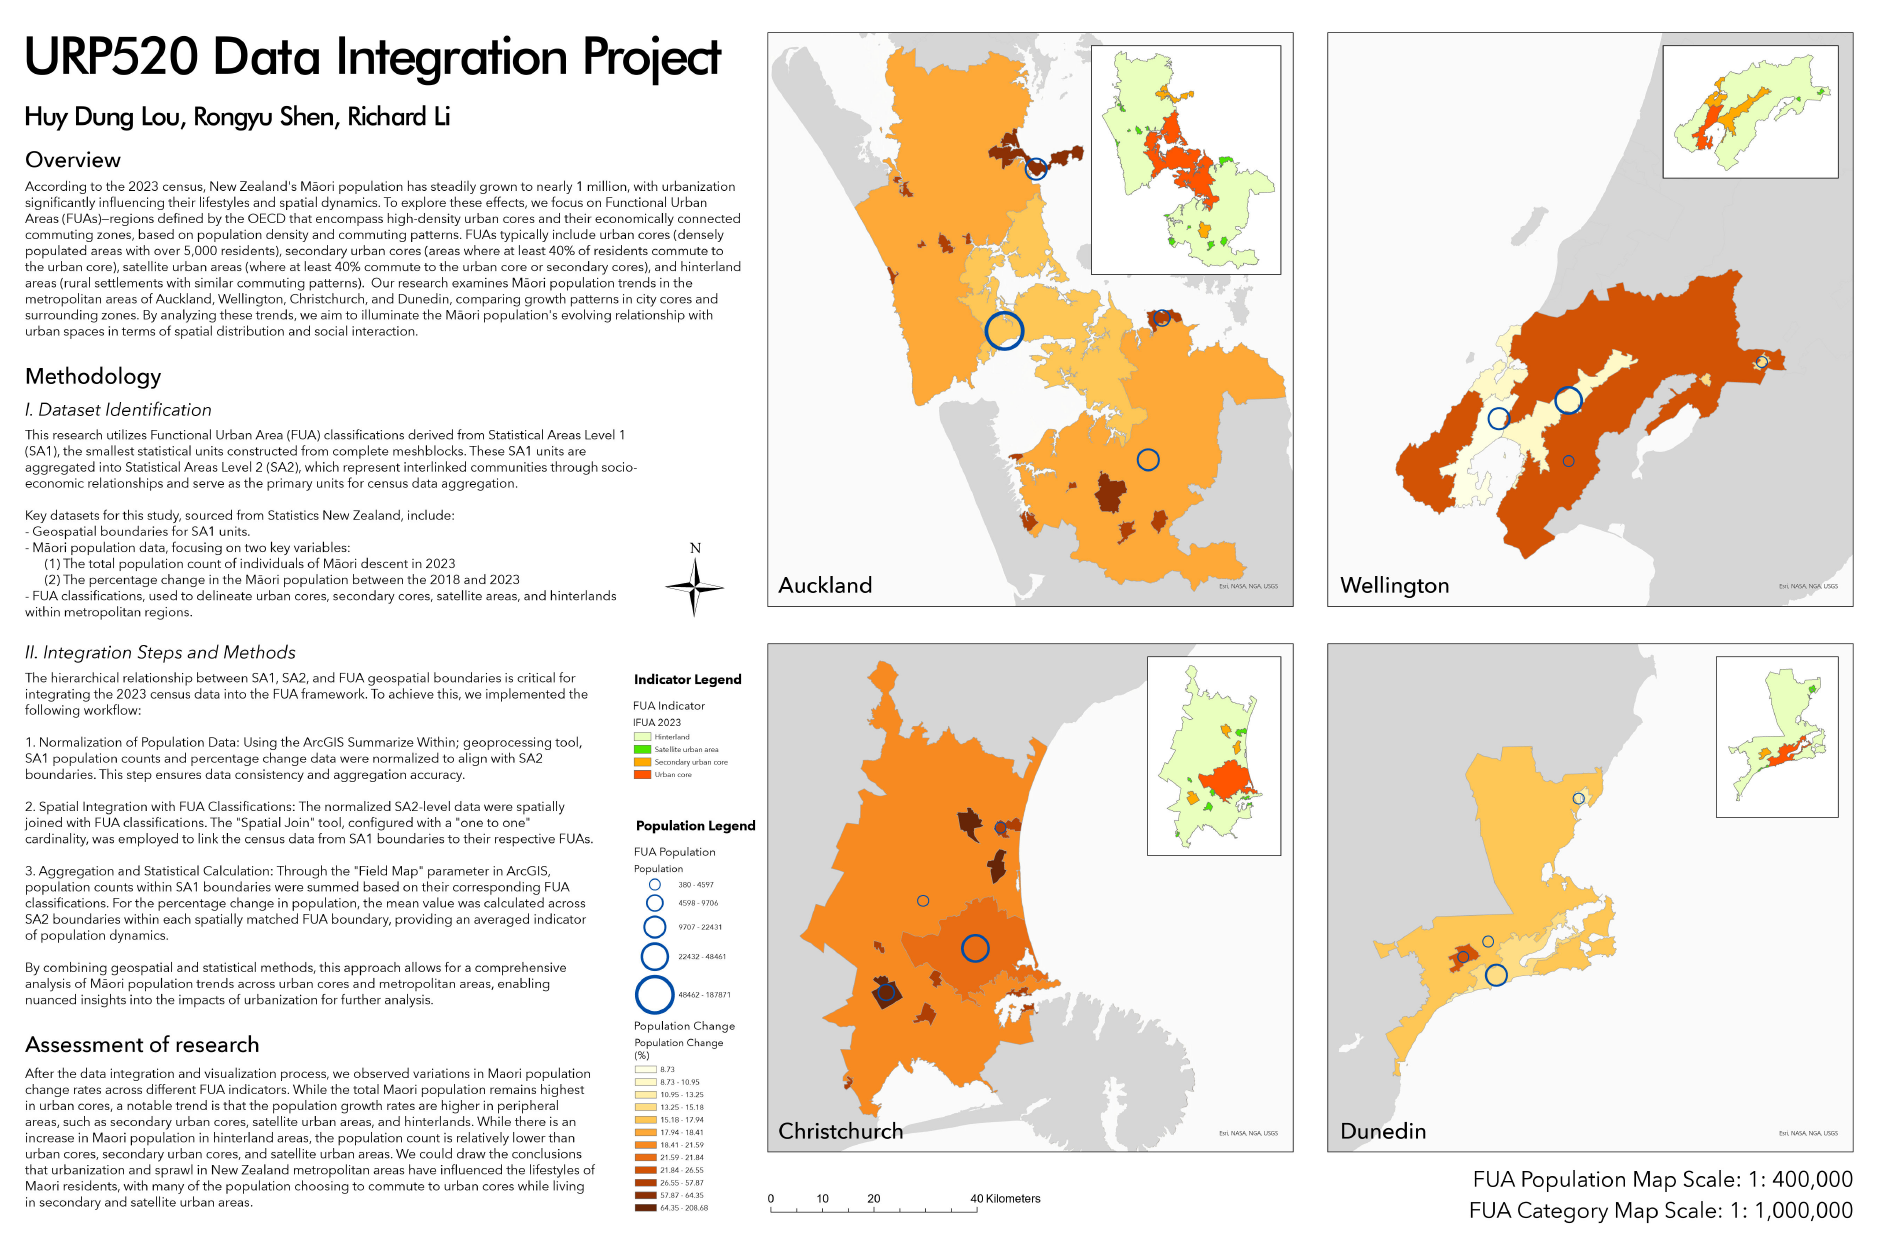 URP520 Data Integration Project
Huy Dung Lou, Rongyu Shen, Richard Li
Overview
According to the 2023 census, New Zealand's Māori population has steadily grown to nearly 1 million, with urbanization
significantly influencing their lifestyles and spatial dynamics. To explore these effects, we focus on Functional Urban
Areas (FUAs)—regions defined by the OECD that encompass high-density urban cores and their economically connected
commuting zones, based on population density and commuting patterns. FUAs typically include urban cores (densely
populated areas with over 5,000 residents), secondary urban cores (areas where at least 40% of residents commute to
the urban core), satellite urban areas (where at least 40% commute to the urban core or secondary cores), and hinterland
areas (rural settlements with similar commuting patterns).  Our research examines Māori population trends in the
metropolitan areas of Auckland, Wellington, Christchurch, and Dunedin, comparing growth patterns in city cores and
surrounding zones. By analyzing these trends, we aim to illuminate the Māori population's evolving relationship with
urban spaces in terms of spatial distribution and social interaction.
Methodology
I. Dataset Identification
This research utilizes Functional Urban Area (FUA) classifications derived from Statistical Areas Level 1
(SA1), the smallest statistical units constructed from complete meshblocks. These SA1 units are
aggregated into Statistical Areas Level 2 (SA2), which represent interlinked communities through socio-
economic relationships and serve as the primary units for census data aggregation.
Key datasets for this study, sourced from Statistics New Zealand, include:
- Geospatial boundaries for SA1 units.
- Māori population data, focusing on two key variables:
(1) The total population count of individuals of Māori descent in 2023
(2) The percentage change in the Māori population between the 2018 and 2023
- FUA classifications, used to delineate urban cores, secondary cores, satellite areas, and hinterlands
within metropolitan regions.
N
II. Integration Steps and Methods
The hierarchical relationship between SA1, SA2, and FUA geospatial boundaries is critical for
integrating the 2023 census data into the FUA framework. To achieve this, we implemented the
following workflow:
1. Normalization of Population Data: Using the ArcGIS Summarize Within; geoprocessing tool,
SA1 population counts and percentage change data were normalized to align with SA2
boundaries. This step ensures data consistency and aggregation accuracy.
2. Spatial Integration with FUA Classifications: The normalized SA2-level data were spatially
joined with FUA classifications. The "Spatial Join" tool, configured with a "one to one"
cardinality, was employed to link the census data from SA1 boundaries to their respective FUAs.
3. Aggregation and Statistical Calculation: Through the "Field Map" parameter in ArcGIS,
population counts within SA1 boundaries were summed based on their corresponding FUA
classifications. For the percentage change in population, the mean value was calculated across
SA2 boundaries within each spatially matched FUA boundary, providing an averaged indicator
of population dynamics.
By combining geospatial and statistical methods, this approach allows for a comprehensive
analysis of Māori population trends across urban cores and metropolitan areas, enabling
nuanced insights into the impacts of urbanization for further analysis.
Assessment of research
After the data integration and visualization process, we observed variations in Maori population
change rates across different FUA indicators. While the total Maori population remains highest
in urban cores, a notable trend is that the population growth rates are higher in peripheral
areas, such as secondary urban cores, satellite urban areas, and hinterlands. While there is an
increase in Maori population in hinterland areas, the population count is relatively lower than
urban cores, secondary urban cores, and satellite urban areas. We could draw the conclusions
that urbanization and sprawl in New Zealand metropolitan areas have influenced the lifestyles of
Maori residents, with many of the population choosing to commute to urban cores while living
in secondary and satellite urban areas.
Indicator Legend
FUA Indicator
IFUA 2023
Hinterland
Satellite urban area
Secondary urban core
Urban core
Population Legend
FUA Population
Population
380 - 4597
4598 - 9706
9707 - 22431
22432 - 48461
48462 - 187871
Population Change
Population Change
(%)
8.73
8.73 - 10.95
10.95 - 13.25
13.25 - 15.18
15.18 - 17.94
17.94 - 18.41
18.41 - 21.59
21.59 - 21.84
21.84 - 26.55
26.55 - 57.87
57.87 - 64.35
64.35 - 208.68
Auckland
Esri, NASA, NGA, USGS
Wellington
Esri, NASA, NGA, USGS
Christchurch
Esri, NASA, NGA, USGS
Dunedin
Esri, NASA, NGA, USGS
0 10 20 40 Kilometers
FUA Population Map Scale: 1: 400,000
FUA Category Map Scale: 1: 1,000,000